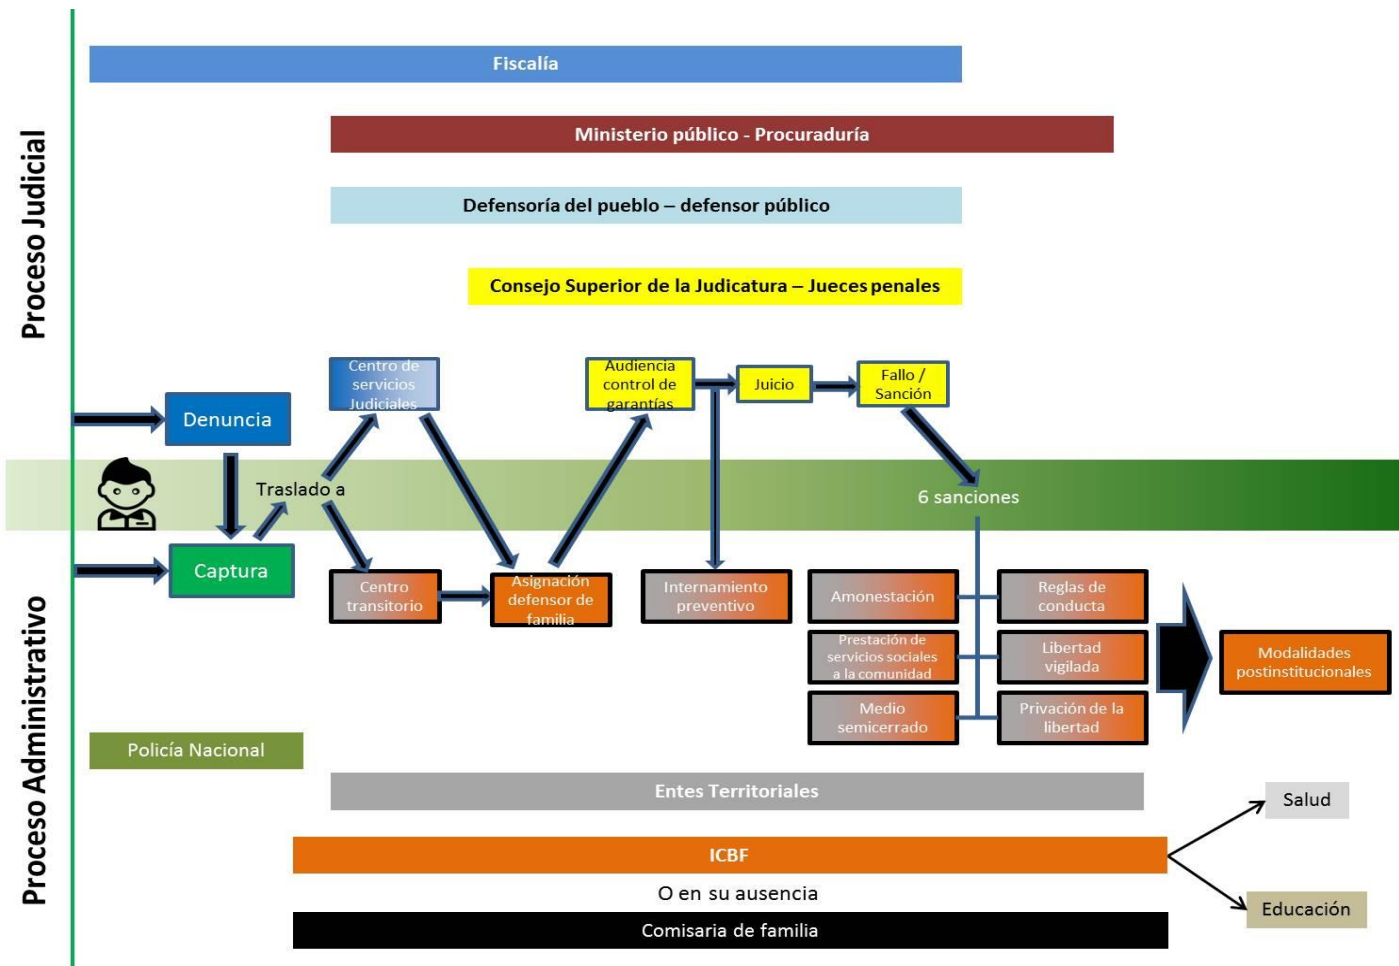 Proceso Judicial
Fiscalía
Ministerio público - Procuraduría
Defensoría del pueblo – defensor público
Consejo Superior de la Judicatura – Jueces penales
Centro de
servicios
Judiciales
Audiencia
control de
garantías
Juicio
Fallo /
Sanción
Denuncia
Traslado a
6 sanciones
Proceso Administrativo
Captura
Centro
transitorio
Asignación
defensor de
familia
Internamiento
preventivo
Amonestación
Reglas de
conducta
Prestación de
servicios sociales
a la comunidad
Libertad
vigilada
Medio
semicerrado
Privación de la
libertad
Modalidades
postinstitucionales
Policía Nacional
Entes Territoriales
Salud
ICBF
O en su ausencia
Educación
Comisaria de familia